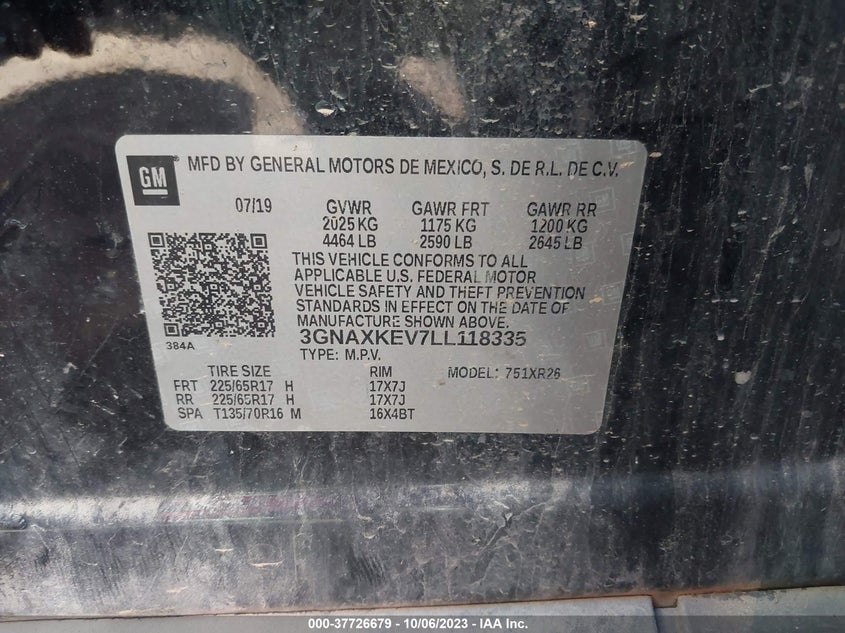 GM MFD BY GENERAL MOTORS DE MEXICO, S. DE R.L. DE C.V.
07/19 GVWR GAWR FRT GAWR RR
2025 KG 1175 KG 1200 KG
4464 LB 2590 LB 2645 LB
THIS VEHICLE CONFORMS TO ALL
APPLICABLE U.S. FEDERAL MOTOR
VEHICLE SAFETY AND THEFT PREVENTION
STANDARDS IN EFFECT ON THE DATE OF
MANUFACTURE SHOWN ABOVE.
384A 3GNAXKEV7LL118335
TYPE: M.P.V.
TIRE SIZE RIM MODEL: 751XR26
FRT 225/65R17 H 17X7J
RR 225/65R17 H 17X7J
SPA T135/70R16 M 16X4BT
000-37726679 - 10/06/2023 - IAA Inc.